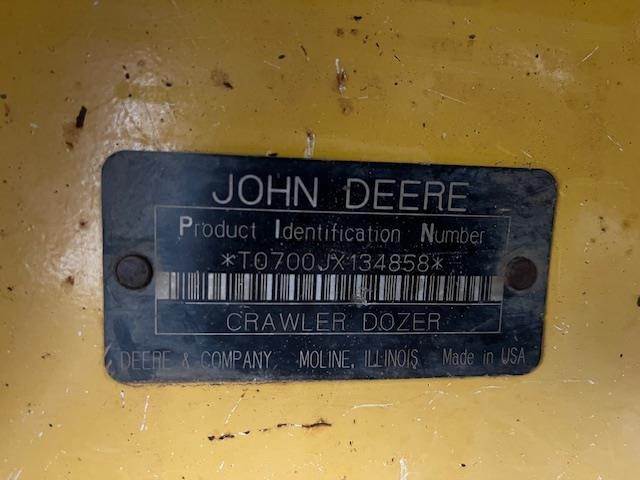 JOHN DEERE
Product Identification Number
*T0700JX134858*
CRAWLER DOZER
DEERE & COMPANY MOLINE, ILLINOIS Made in USA